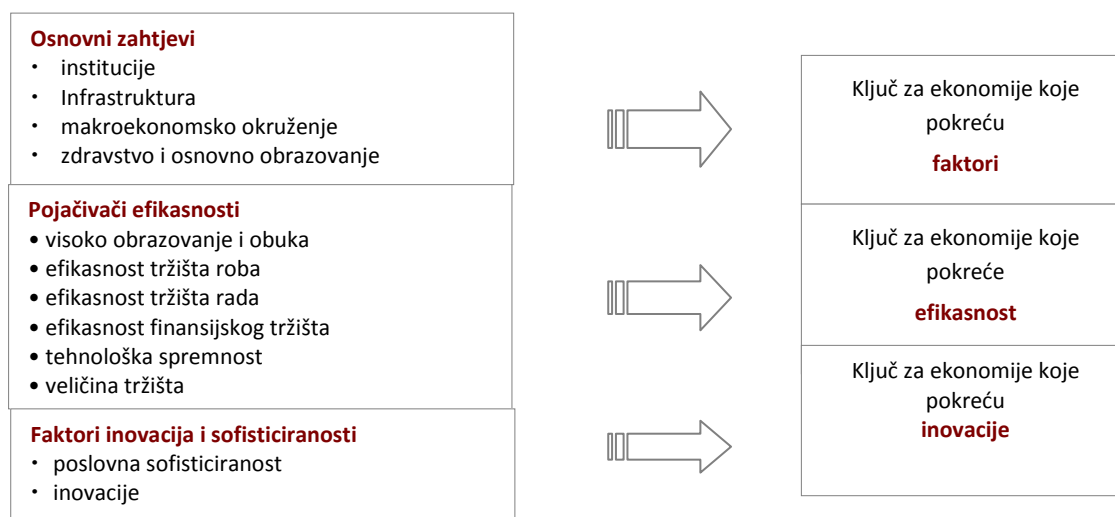 Osnovni zahtjevi
· institucije
· Infrastruktura
· makroekonomsko okruženje
· zdravstvo i osnovno obrazovanje
Ključ za ekonomije koje
pokreću
faktori
Pojačivači efikasnosti
• visoko obrazovanje i obuka
• efikasnost tržišta roba
• efikasnost tržišta rada
• efikasnost finansijskog tržišta
• tehnološka spremnost
• veličina tržišta
Ključ za ekonomije koje
pokreće
efikasnost
Faktori inovacija i sofisticiranosti
· poslovna sofisticiranost
· inovacije
Ključ za ekonomije koje
pokreću
inovacije